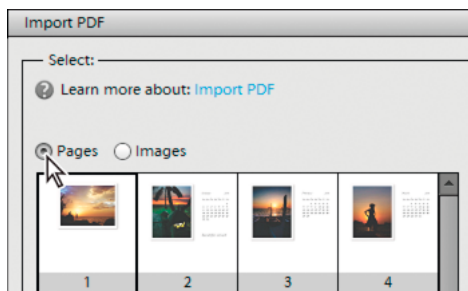 Import PDF
Select:
Learn more about: Import PDF
Pages Images
1 2 3 4